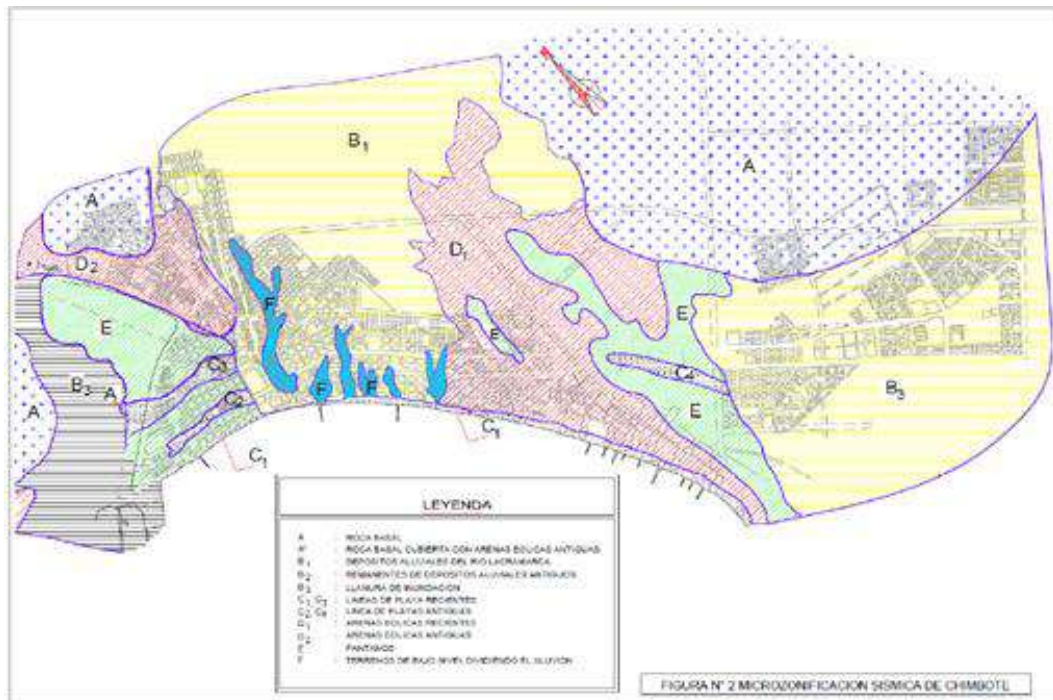 A
B1
A
D1
D2
F
E
E
E
C3
C4
B3
A
C2
B3
A
E
F
F
C1
C1
LEYENDA
A : ROCA BASAL
A' : ROCA BASAL CUBIERTA CON ARENAS EOLICAS ANTIGUAS
B1 : DEPOSITOS ALUVIALES DEL RIO LACRAMARCA
B2 : REMANENTES DE DEPOSITOS ALUVIALES ANTIGUOS
B3 : LLANURA DE INUNDACION
C1, C3 : LINEAS DE PLAYA RECIENTES
C2, C4 : LINEA DE PLAYAS ANTIGUAS
D1 : ARENAS EOLICAS RECIENTES
D2 : ARENAS EOLICAS ANTIGUAS
E : PANTANOS
F : TERRENOS DE BAJO NIVEL DIVIDIENDO EL ALUVIÓN
FIGURA N° 2 MICROZONIFICACION SISMICA DE CHIMBOTE